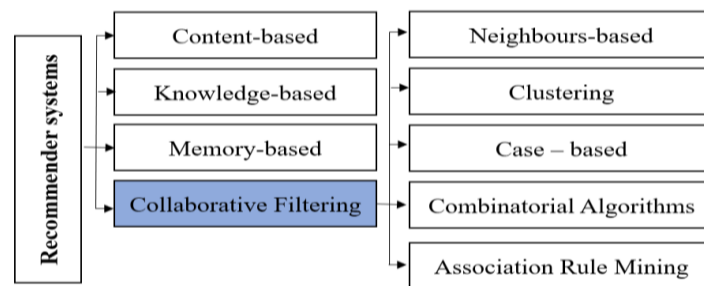 Recommender systems
Content-based
Knowledge-based
Memory-based
Collaborative Filtering
Neighbours-based
Clustering
Case – based
Combinatorial Algorithms
Association Rule Mining